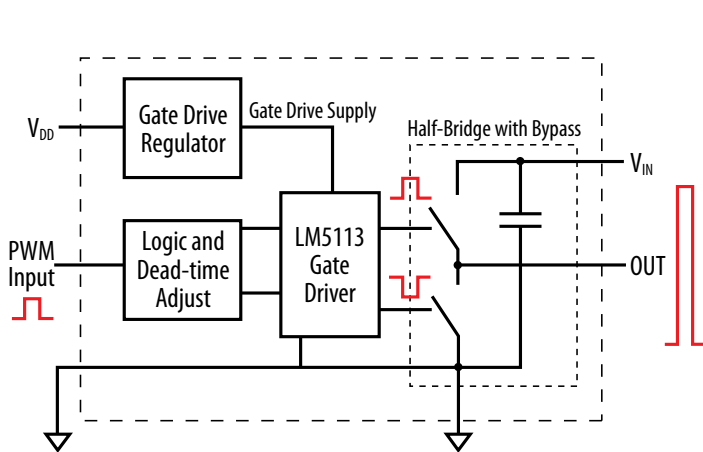 Gate Drive
Regulator
Gate Drive Supply
V_DD
Half-Bridge with Bypass
V_IN
PWM
Input
Logic and
Dead-time
Adjust
LM5113
Gate
Driver
OUT